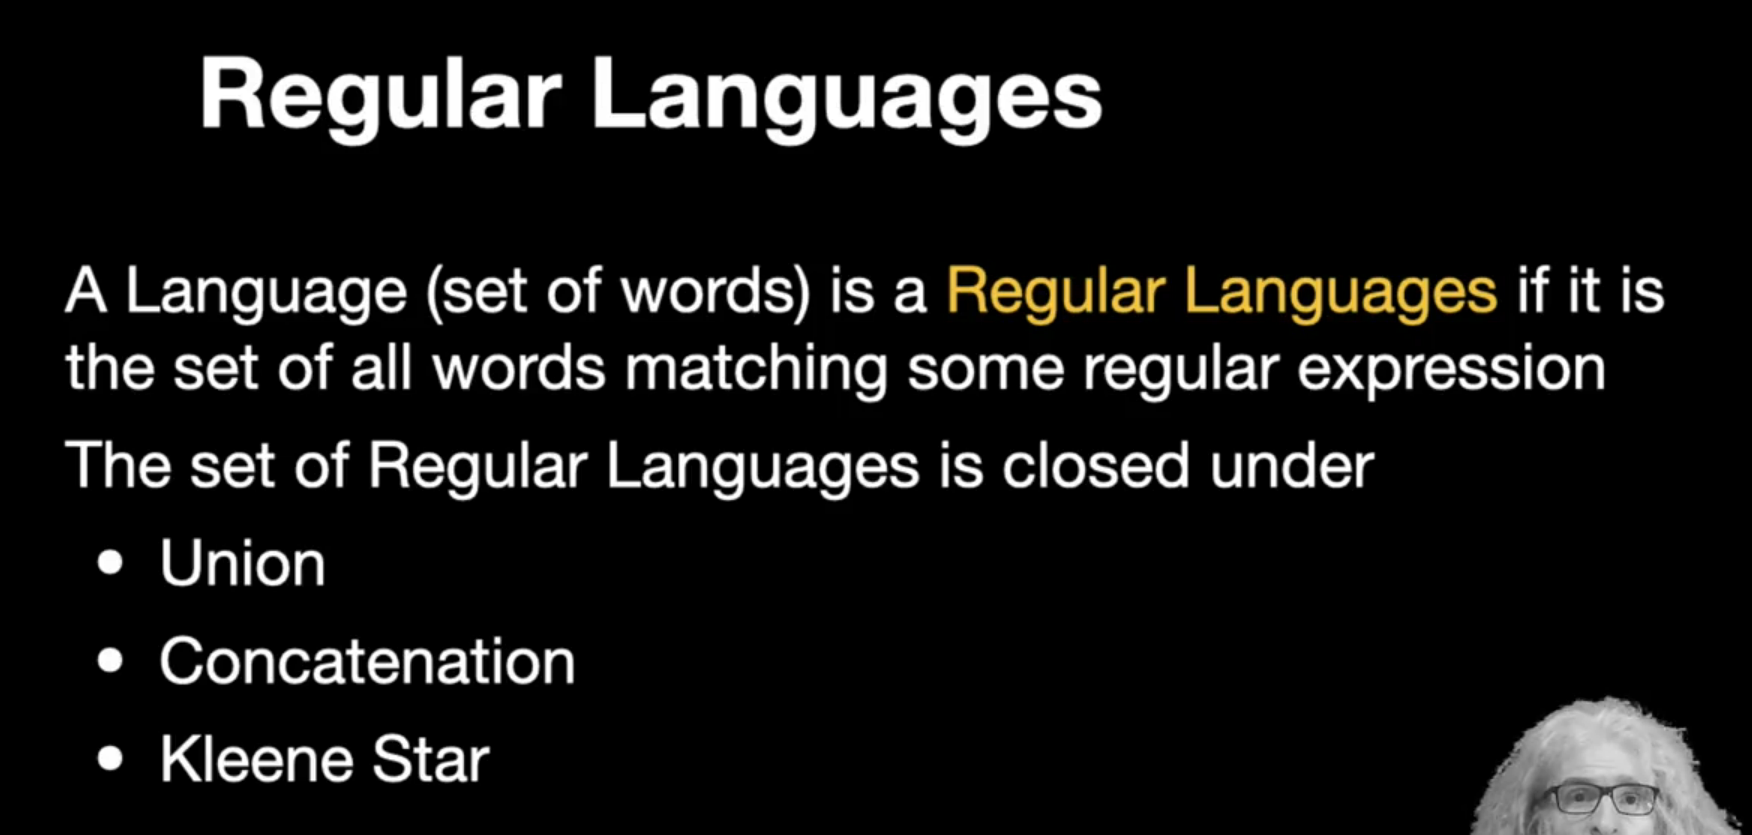 Regular Languages
A Language (set of words) is a Regular Languages if it is
the set of all words matching some regular expression
The set of Regular Languages is closed under
• Union
• Concatenation
• Kleene Star